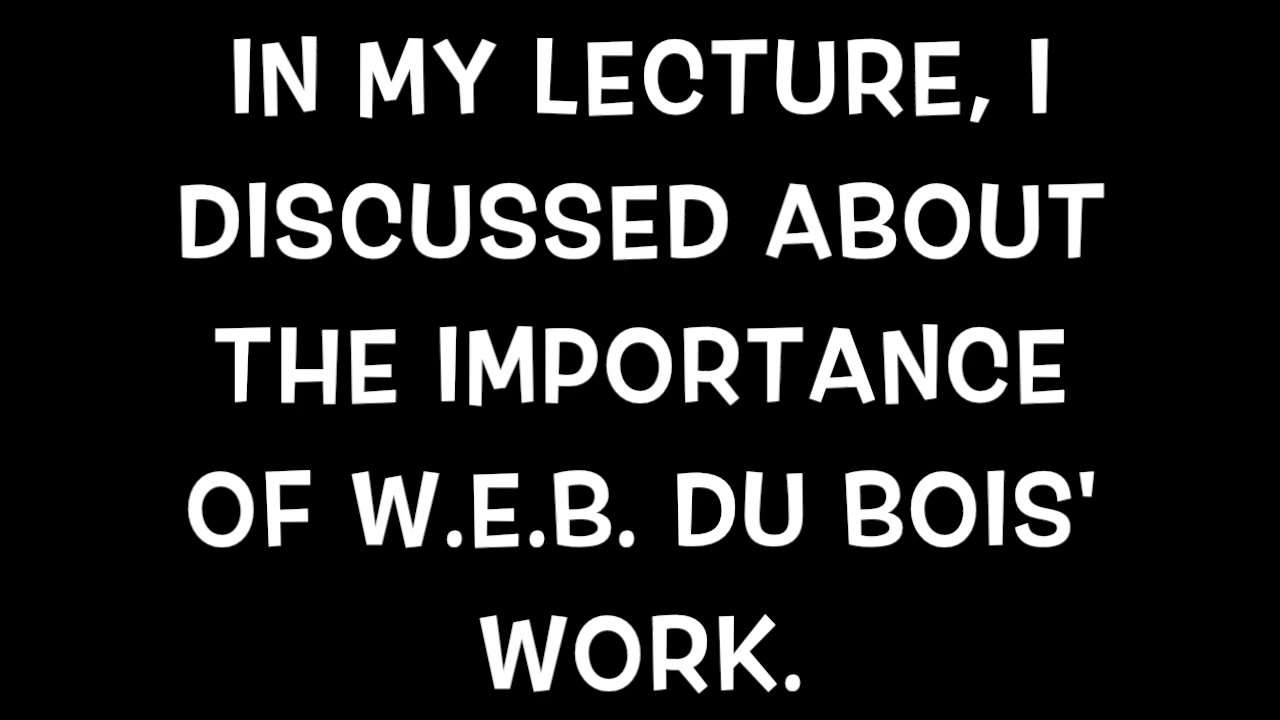 IN MY LECTURE, I
DISCUSSED ABOUT
THE IMPORTANCE
OF W.E.B. DU BOIS'
WORK.